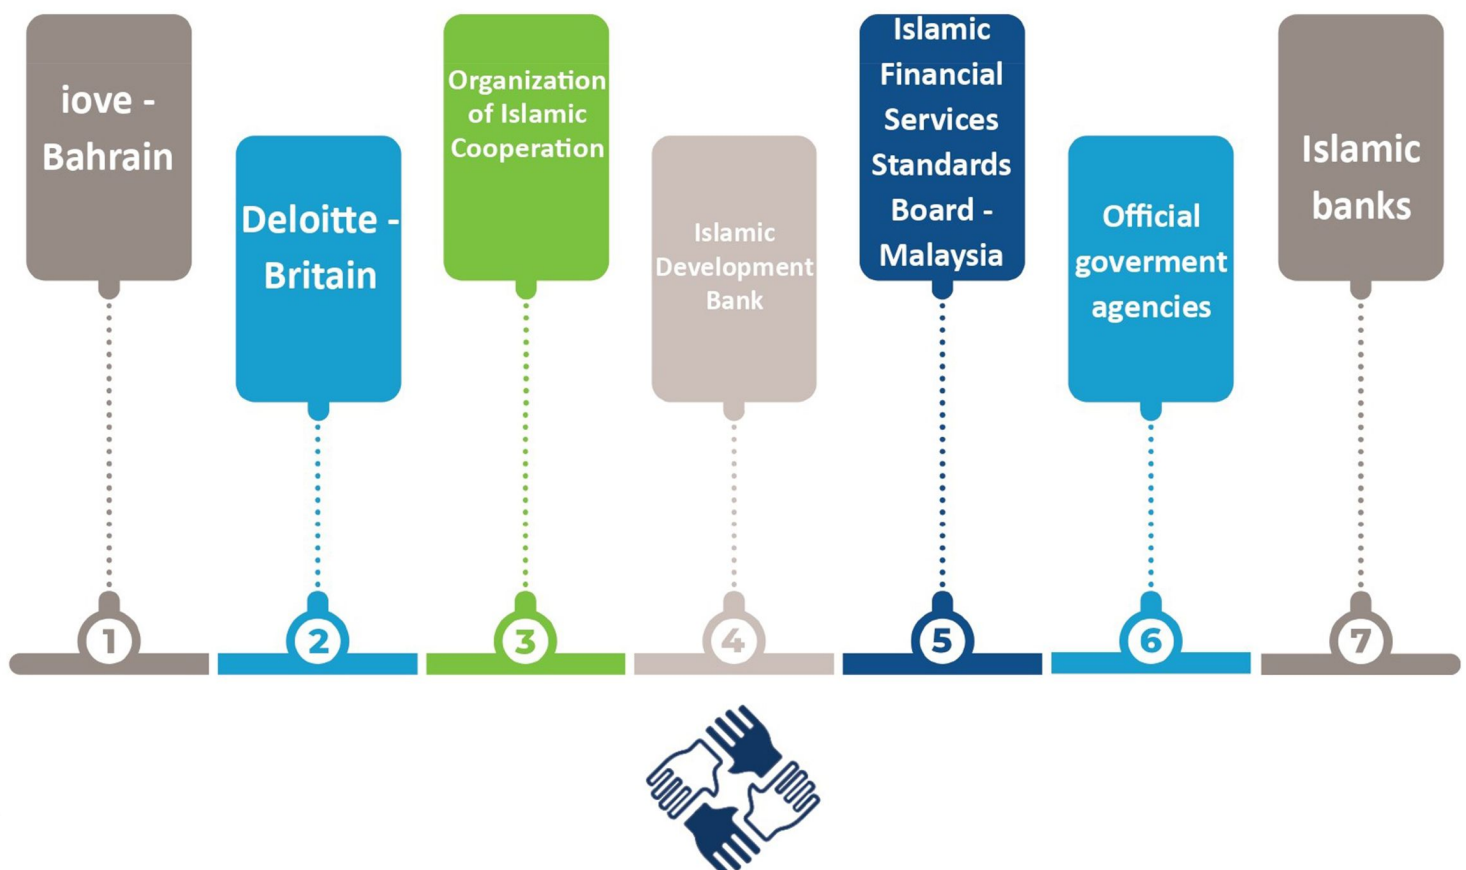 iove -
Bahrain
1
Deloitte -
Britain
2
Organization
of Islamic
Cooperation
3
Islamic
Development
Bank
4
Islamic
Financial
Services
Standards
Board -
Malaysia
5
Official
goverment
agencies
6
Islamic
banks
7